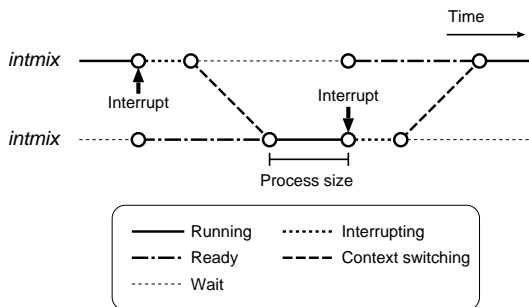 Time
intmix
Interrupt
Interrupt
intmix
Process size
Running
Interrupting
Ready
Context switching
Wait